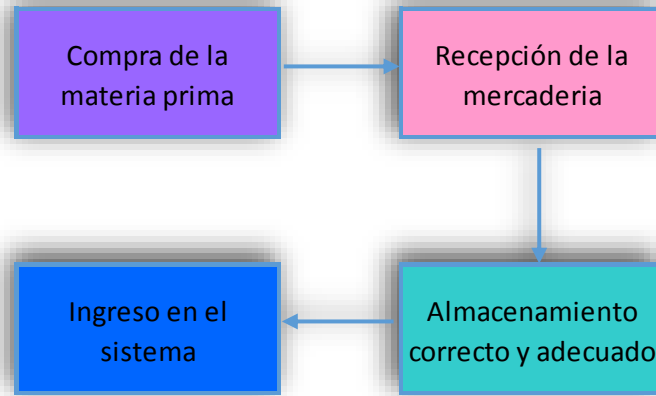 Compra de la
materia prima
Recepción de la
mercaderia
Almacenamiento
correcto y adecuado
Ingreso en el
sistema